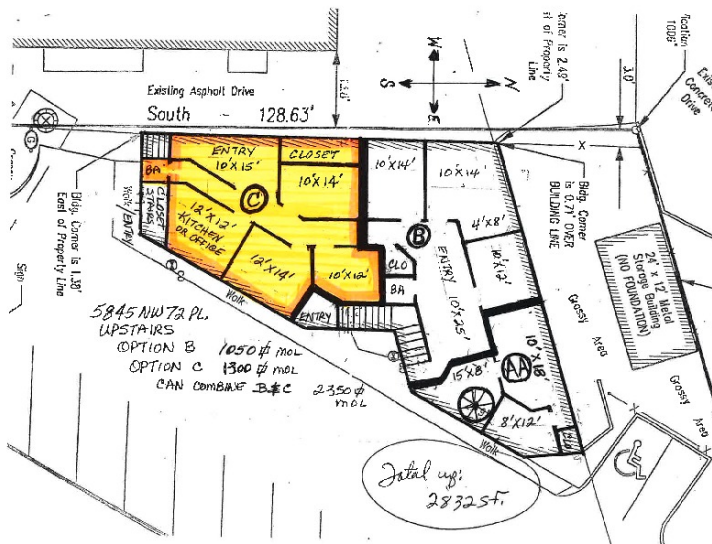 Corner is 2.48'
of Property
Line
Existing Asphalt Drive
South 128.63'
W
S N
E
3.0'
Drive
ENTRY
10'X15'
CLOSET
10'X14'
10'X14'
10'X14'
BA
CLOSET
STAIRS
C
12'X12'
KITCHEN
OR OFFICE
4'X8'
B
12'X14'
10'X12'
CLO
BA
ENTRY
10'X25'
10'X12'
Bldg. Corner
is 0.71' OVER
BUILDING LINE
24' x 12' Metal
Storage Building
(NO FOUNDATION)
Bldg. Corner is 1.38'
East of Property Line
Walk
ENTRY
Sign
Walk
ENTRY
Grassy
Area
Grassy
Area
5845 NW 72 PL.
UPSTAIRS
OPTION B 1050 ϕ MOL
OPTION C 1300 ϕ MOL
CAN COMBINE B&C 2350 ϕ
MOL
AA
10'X18'
15'X8'
8'X12'
Walk
Total up:
2832 SF.